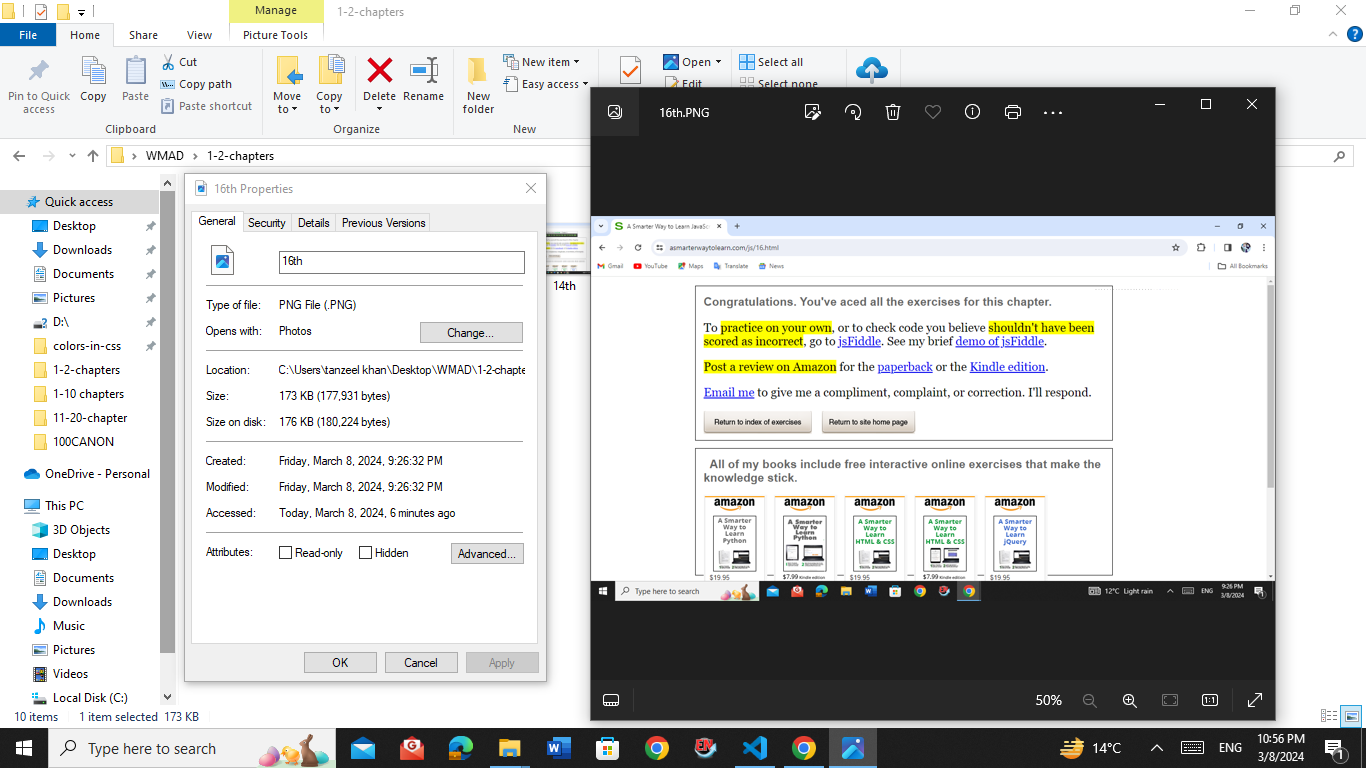 Manage
1-2-chapters
File
Home
Share
View
Picture Tools
Pin to Quick access
Copy
Paste
Cut
Copy path
Paste shortcut
Clipboard
Move to
Copy to
Delete
Rename
Organize
New folder
New item
Easy access
New
Open
Edit
Select all
Select none
WMAD
1-2-chapters
Quick access
Desktop
Downloads
Documents
Pictures
D:\
colors-in-css
1-2-chapters
1-10 chapters
11-20-chapter
100CANON
OneDrive - Personal
This PC
3D Objects
Desktop
Documents
Downloads
Music
Pictures
Videos
Local Disk (C:)
10 items 1 item selected 173 KB
14th
16th Properties
General
Security
Details
Previous Versions
16th
Type of file: PNG File (.PNG)
Opens with: Photos
Change...
Location: C:\Users\tanzeel khan\Desktop\WMAD\1-2-chapte
Size: 173 KB (177,931 bytes)
Size on disk: 176 KB (180,224 bytes)
Created: Friday, March 8, 2024, 9:26:32 PM
Modified: Friday, March 8, 2024, 9:26:32 PM
Accessed: Today, March 8, 2024, 6 minutes ago
Attributes: Read-only Hidden
Advanced...
OK
Cancel
Apply
16th.PNG
A Smarter Way to Learn JavaSc
asmarterwaytolearn.com/js/16.html
Gmail
YouTube
Maps
Translate
News
All Bookmarks
Congratulations. You've aced all the exercises for this chapter.
To practice on your own, or to check code you believe shouldn't have been
scored as incorrect, go to jsFiddle. See my brief demo of jsFiddle.
Post a review on Amazon for the paperback or the Kindle edition.
Email me to give me a compliment, complaint, or correction. I'll respond.
Return to index of exercises
Return to site home page
All of my books include free interactive online exercises that make the
knowledge stick.
amazon
A Smarter Way to Learn Python
$19.95
amazon
A Smarter Way to Learn Python
$7.99 Kindle edition
amazon
A Smarter Way to Learn HTML & CSS
$19.95
amazon
A Smarter Way to Learn HTML & CSS
$7.99 Kindle edition
amazon
A Smarter Way to Learn jQuery
$19.95
Type here to search
12°C Light rain
ENG
9:26 PM
3/8/2024
50%
1:1
Type here to search
14°C
ENG
10:56 PM
3/8/2024
1